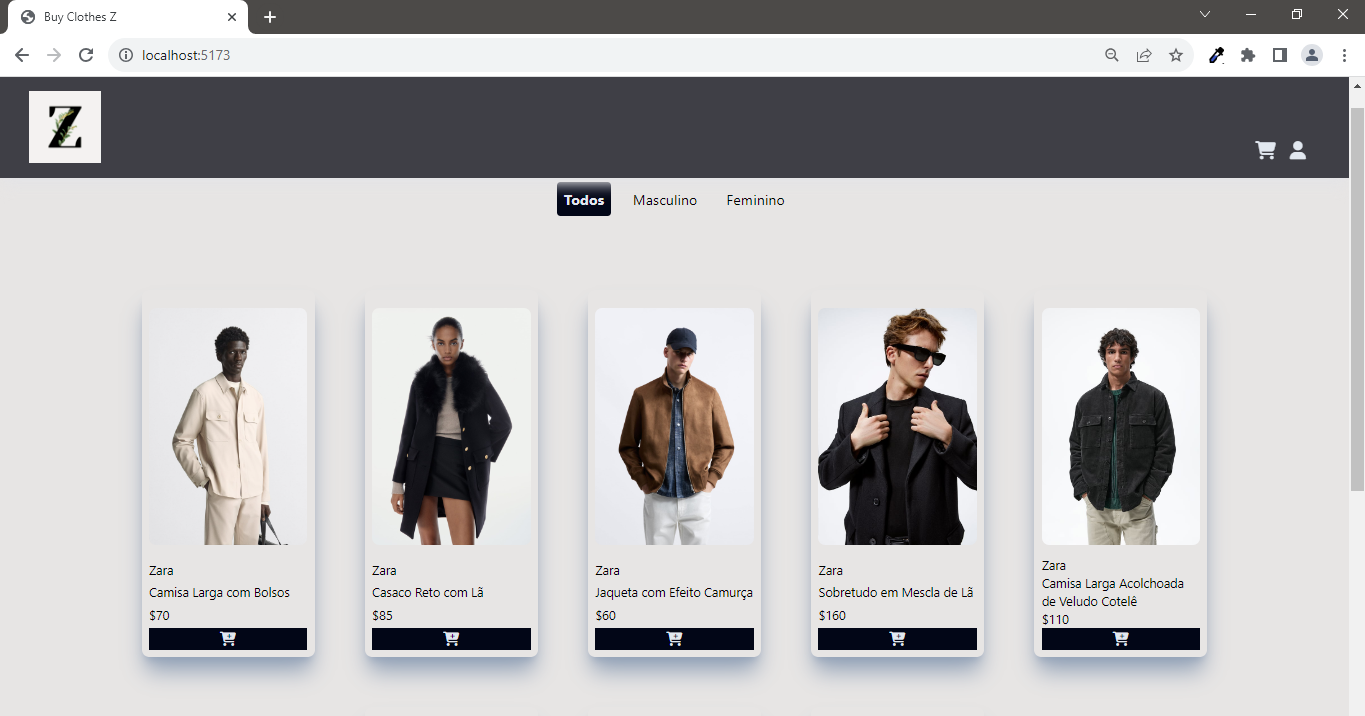 Buy Clothes Z
localhost:5173
Z
Todos Masculino Feminino
Zara
Camisa Larga com Bolsos
$70
Zara
Casaco Reto com Lã
$85
Zara
Jaqueta com Efeito Camurça
$60
Zara
Sobretudo em Mescla de Lã
$160
Zara
Camisa Larga Acolchoada
de Veludo Cotelê
$110